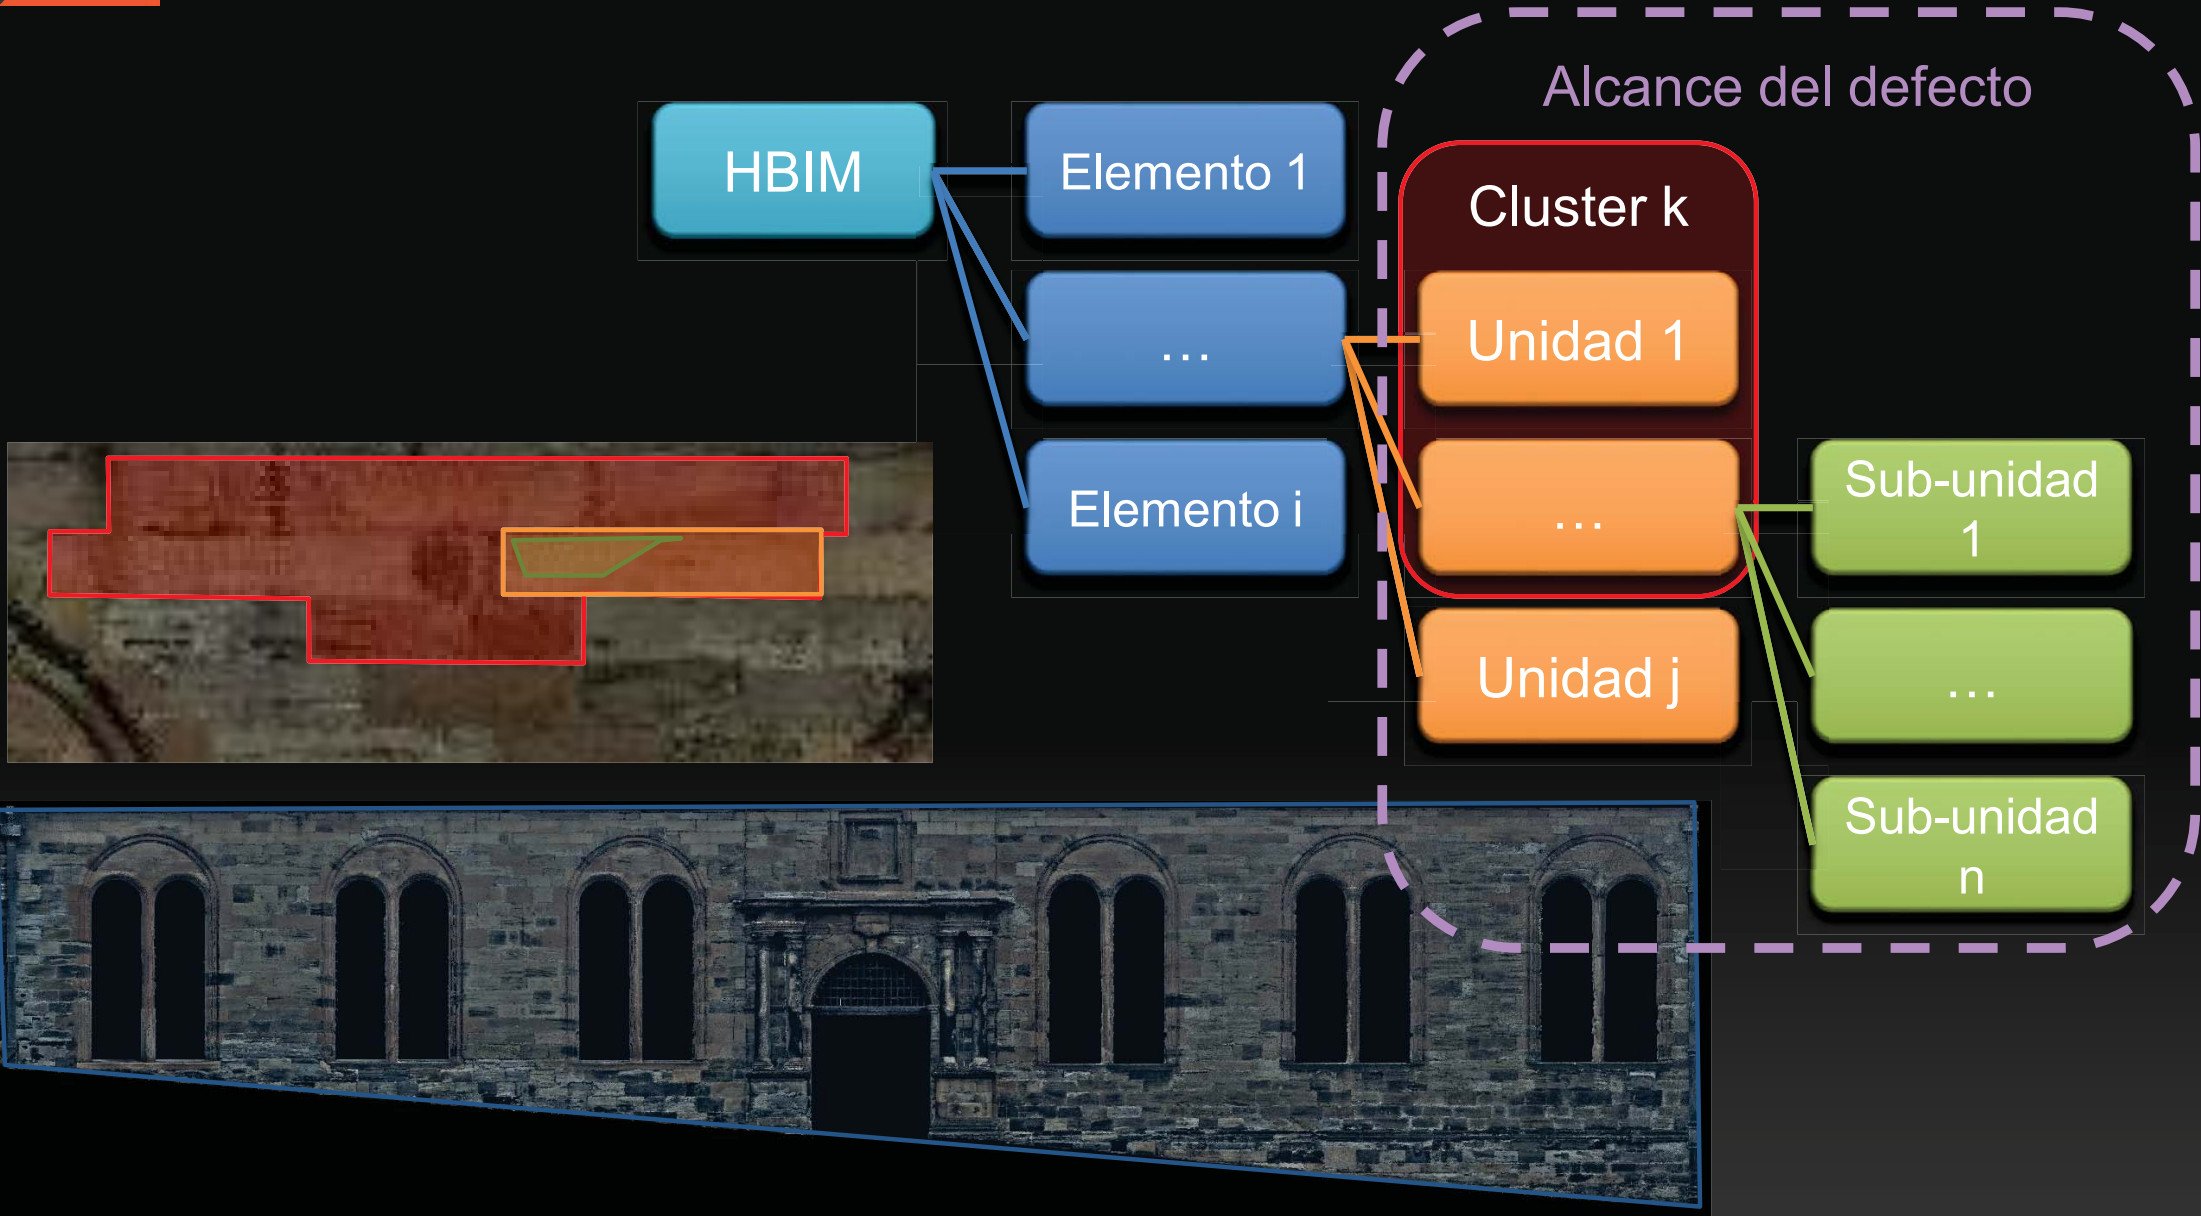 Alcance del defecto
HBIM
Elemento 1
…
Elemento i
Cluster k
Unidad 1
…
Unidad j
Sub-unidad
1
…
Sub-unidad
n